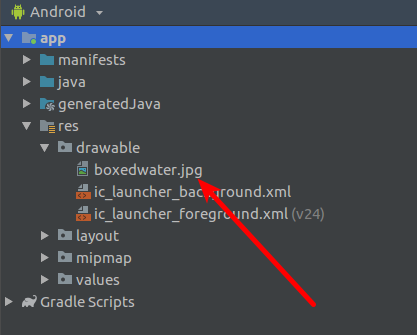 Android
app
manifests
java
generatedJava
res
drawable
boxedwater.jpg
ic_launcher_background.xml
ic_launcher_foreground.xml (v24)
layout
mipmap
values
Gradle Scripts